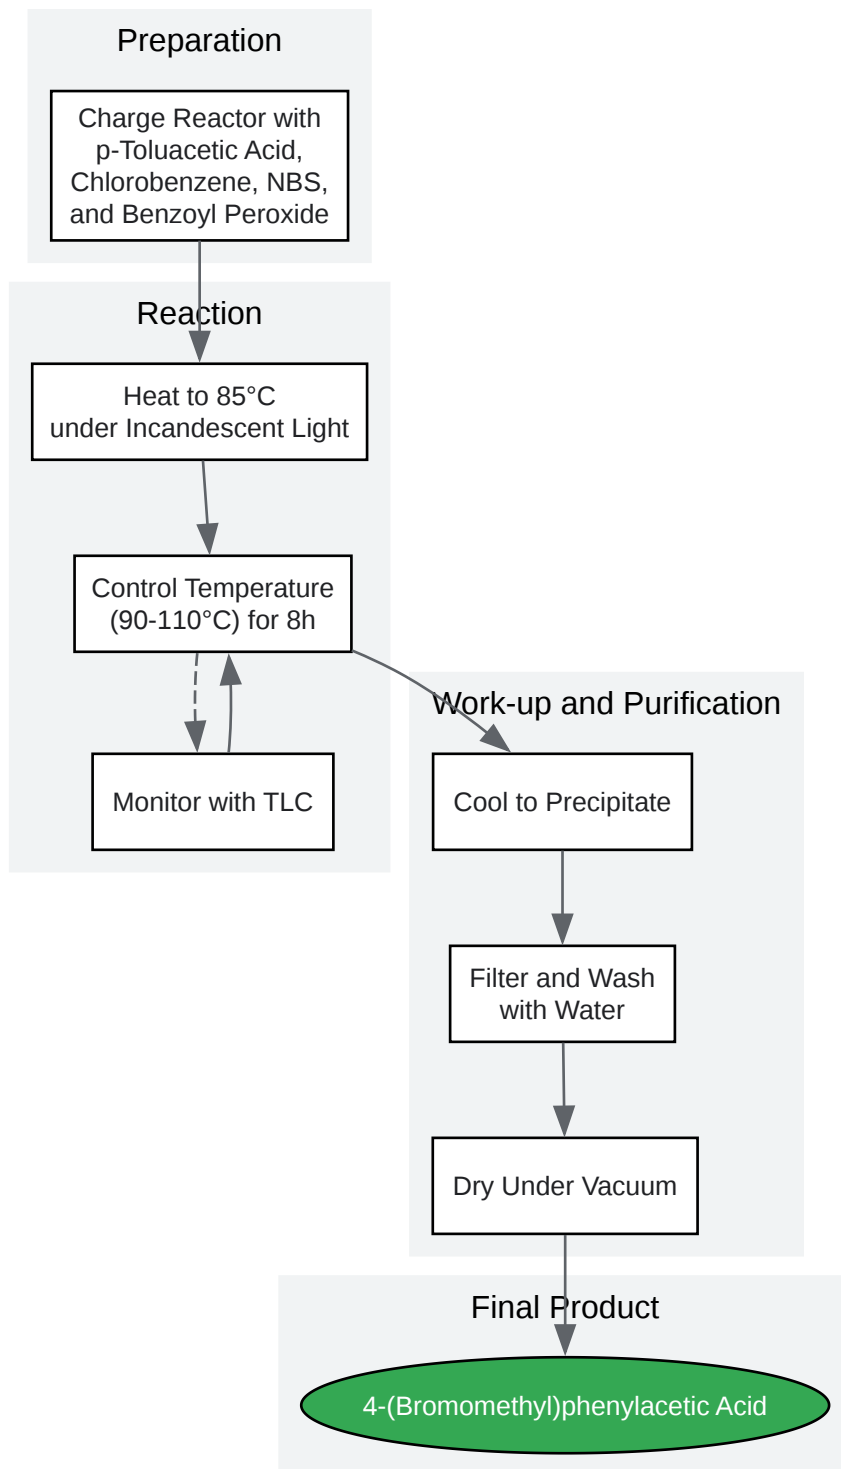 Preparation
Charge Reactor with
p-Toluacetic Acid,
Chlorobenzene, NBS,
and Benzoyl Peroxide
Reaction
Heat to 85°C
under Incandescent Light
Control Temperature
(90-110°C) for 8h
Monitor with TLC
Work-up and Purification
Cool to Precipitate
Filter and Wash
with Water
Dry Under Vacuum
Final Product
4-(Bromomethyl)phenylacetic Acid